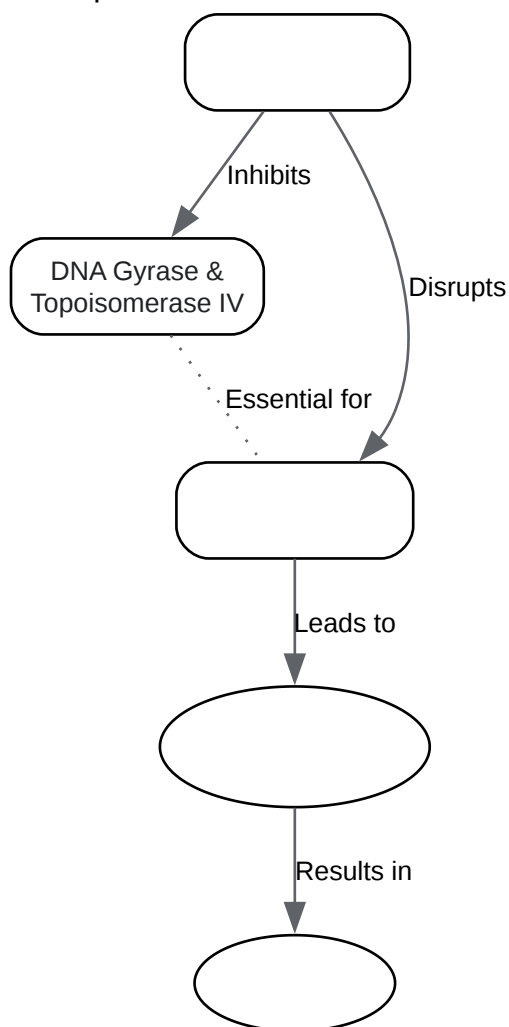 Inhibits
DNA Gyrase &
Topoisomerase IV
Disrupts
Essential for
Leads to
Results in